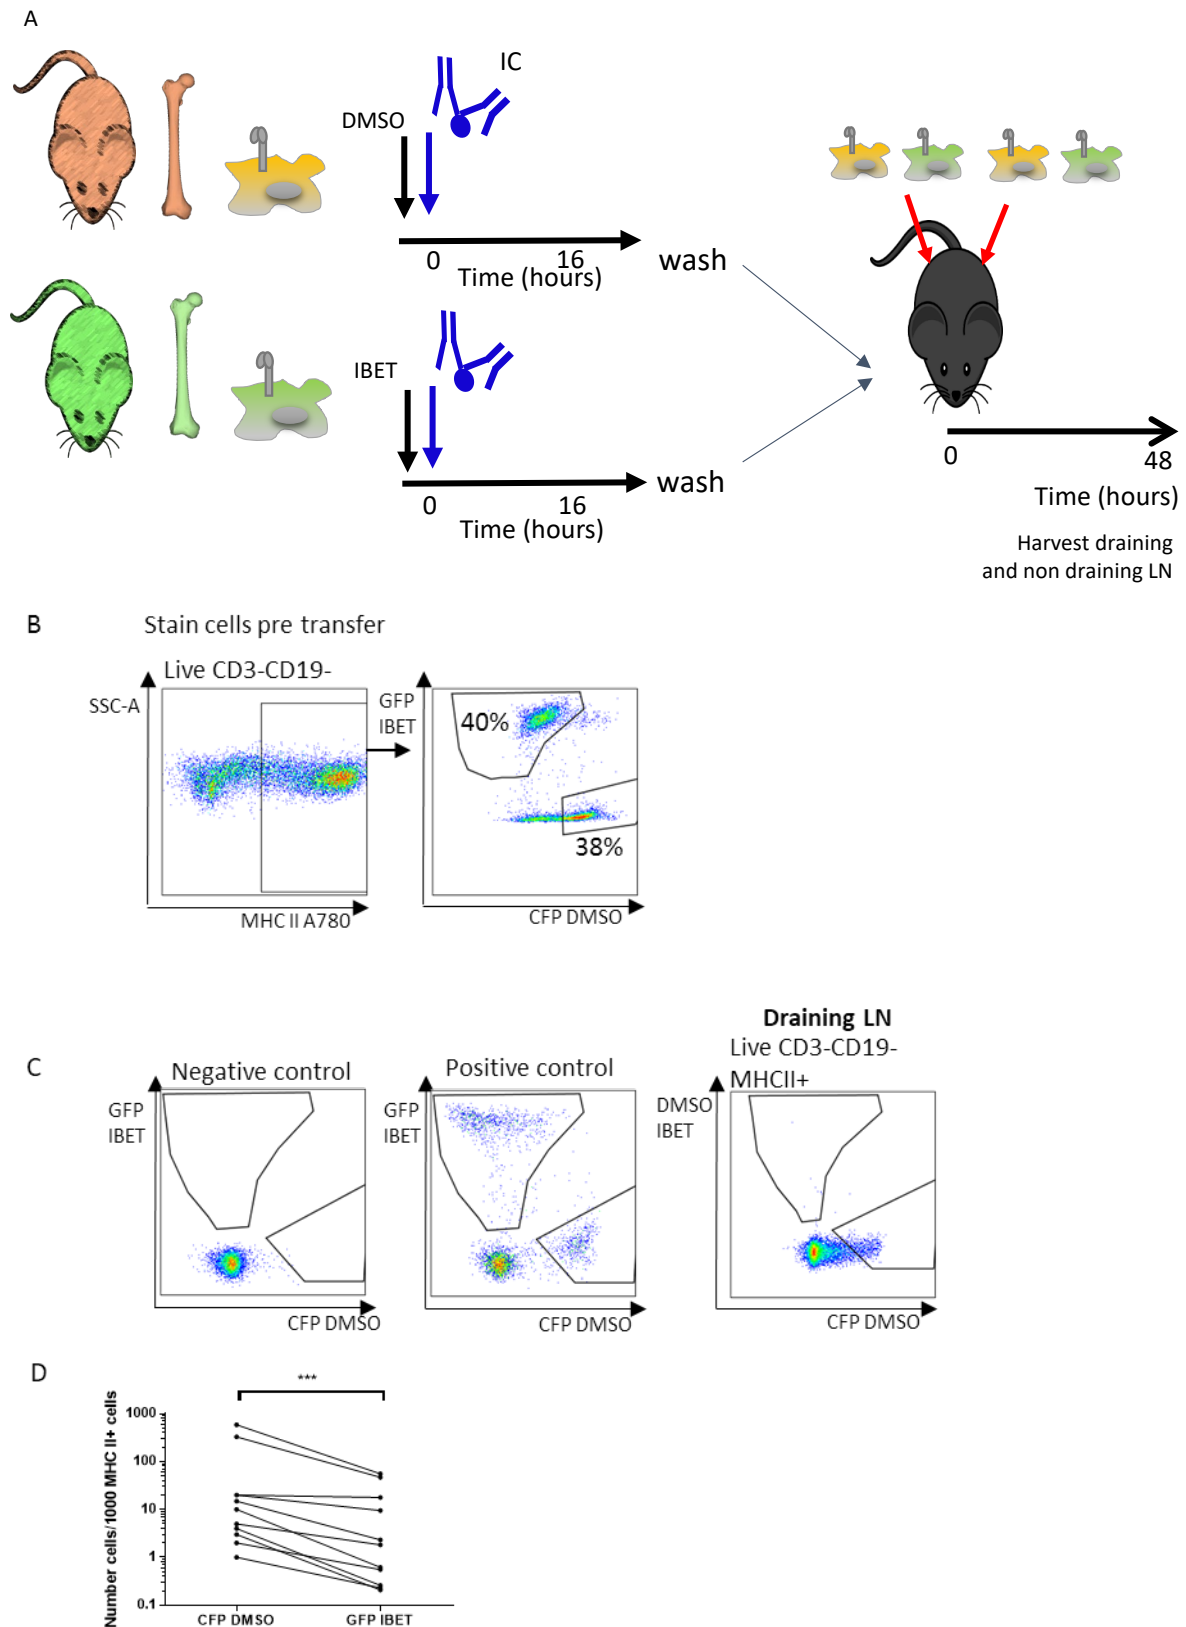 A
IC
DMSO
0
16
Time (hours)
wash
IBET
0
16
Time (hours)
wash
0
48
Time (hours)
Harvest draining
and non draining LN
B
Stain cells pre transfer
Live CD3-CD19-
SSC-A
MHC II A780
GFP
IBET
40%
38%
CFP DMSO
C
Negative control
GFP
IBET
CFP DMSO
Positive control
GFP
IBET
CFP DMSO
Draining LN
Live CD3-CD19-
MHCII+
DMSO
IBET
CFP DMSO
D
***
Number cells/1000 MHC II+ cells
1000
100
10
1
0.1
CFP DMSO
GFP IBET